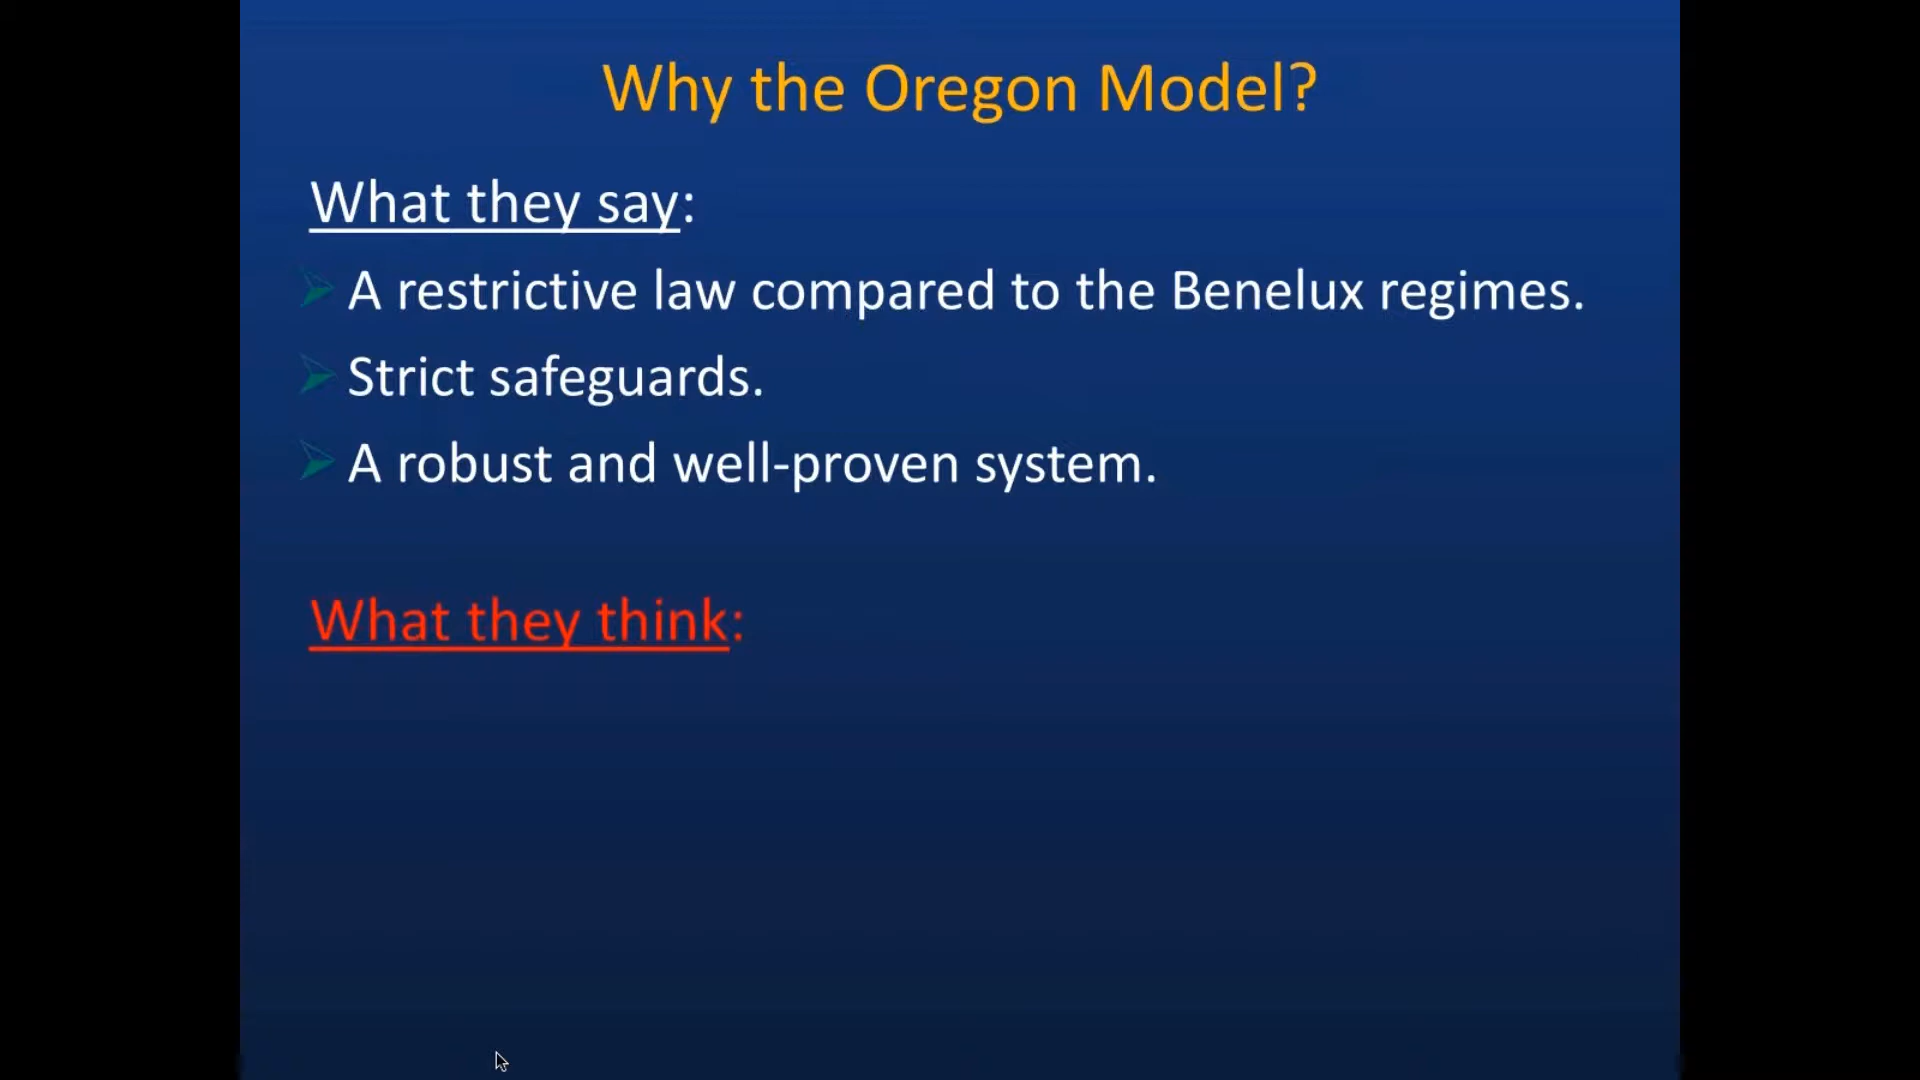 Why the Oregon Model?
What they say:
A restrictive law compared to the Benelux regimes.
Strict safeguards.
A robust and well-proven system.
What they think: